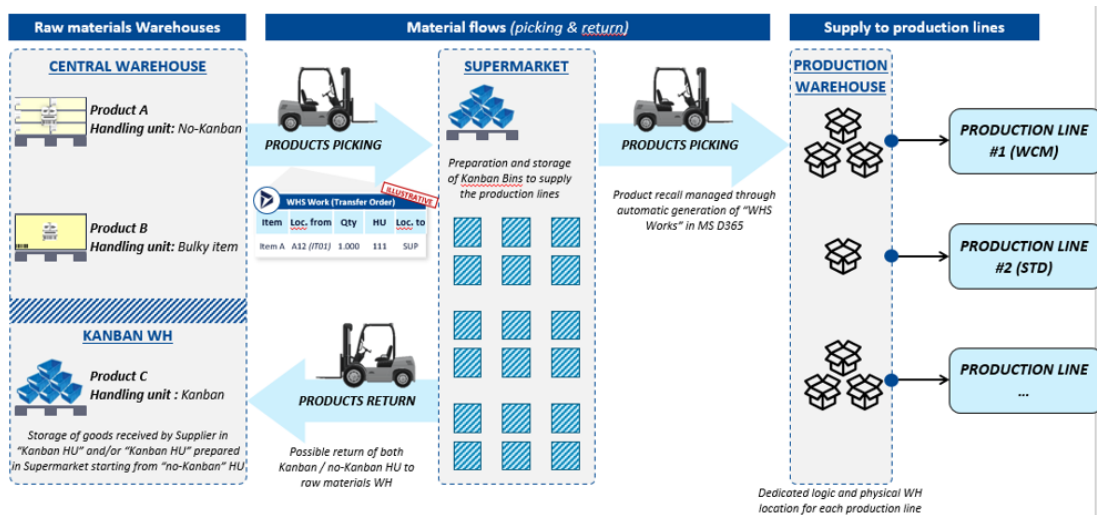 Raw materials Warehouses
Material flows (picking & return)
Supply to production lines
CENTRAL WAREHOUSE
Product A
Handling unit: No-Kanban
Product B
Handling unit: Bulky item
KANBAN WH
Product C
Handling unit : Kanban
Storage of goods received by Supplier in
“Kanban HU” and/or “Kanban HU” prepared
in Supermarket starting from “no-Kanban” HU
PRODUCTS PICKING
ILLUSTRATIVE
WHS Work (Transfer Order)
Item Loc. from Qty HU Loc. to
Item A A12 (IT01) 1.000 111 SUP
PRODUCTS RETURN
Possible return of both
Kanban / no-Kanban HU to
raw materials WH
SUPERMARKET
Preparation and storage
of Kanban Bins to supply
the production lines
PRODUCTS PICKING
Product recall managed through
automatic generation of “WHS
Works” in MS D365
PRODUCTION
WAREHOUSE
Dedicated logic and physical WH
location for each production line
PRODUCTION LINE
#1 (WCM)
PRODUCTION LINE
#2 (STD)
PRODUCTION LINE
...